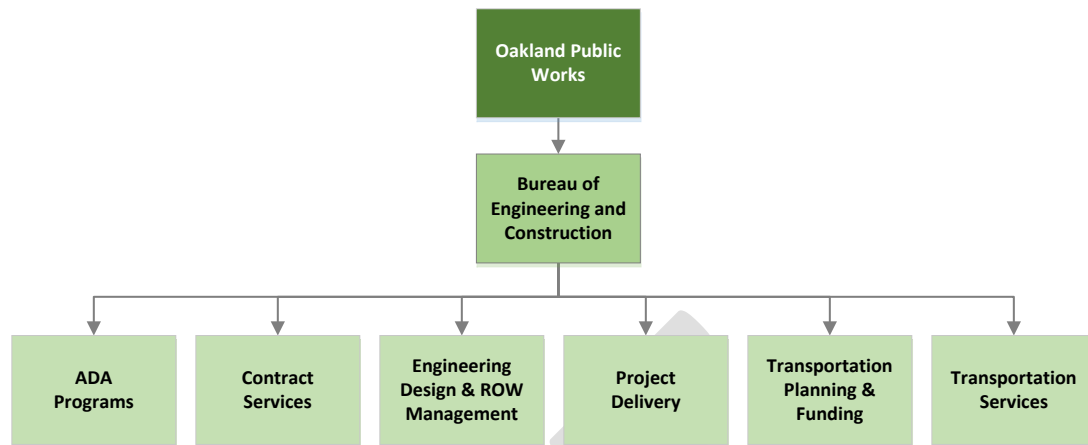 Oakland Public
Works
Bureau of
Engineering and
Construction
ADA
Programs
Contract
Services
Engineering
Design & ROW
Management
Project
Delivery
Transportation
Planning &
Funding
Transportation
Services